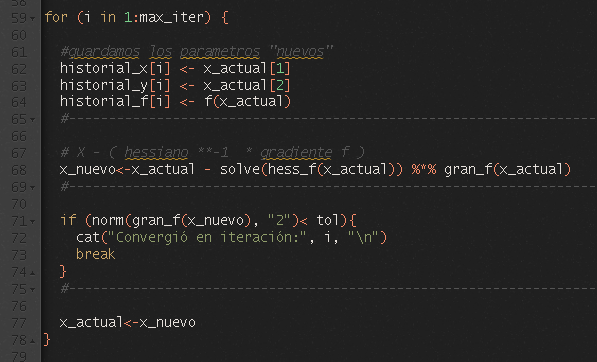 58
59 for (i in 1:max_iter) {
60
61 #guardamos los parametros "nuevos"
62 historial_x[i] <- x_actual[1]
63 historial_y[i] <- x_actual[2]
64 historial_f[i] <- f(x_actual)
65 #------------------------------------------------------------------
66
67 # X - ( hessiano **-1  * gradiente f )
68 x_nuevo<-x_actual - solve(hess_f(x_actual)) %*% gran_f(x_actual)
69 #------------------------------------------------------------------
70
71 if (norm(gran_f(x_nuevo), "2")< tol){
72 cat("Convergió en iteración:", i, "\n")
73 break
74 }
75 #------------------------------------------------------------------
76
77 x_actual<-x_nuevo
78 }
79